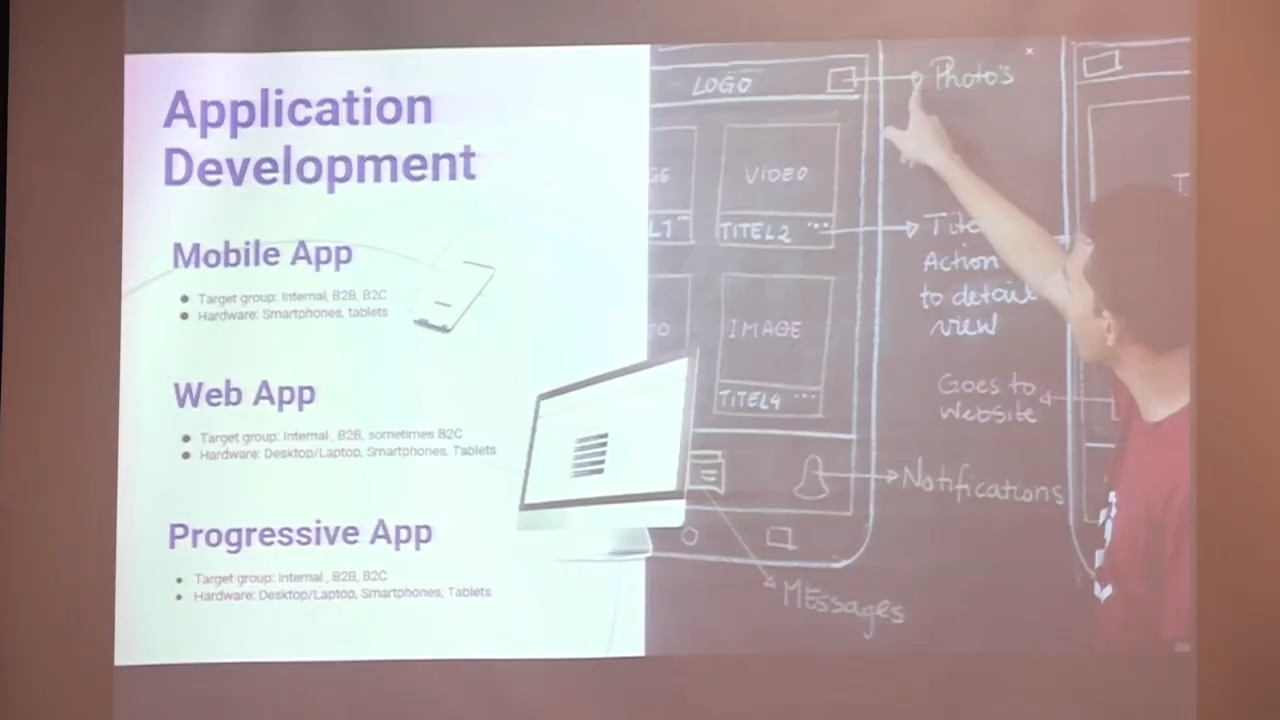 Application
Development
Mobile App
● Target group: Internal, B2B, B2C
● Hardware: Smartphones, tablets
Web App
● Target group: Internal , B2B, sometimes B2C
● Hardware: Desktop/Laptop, Smartphones, Tablets
Progressive App
● Target group: Internal , B2B, B2C
● Hardware: Desktop/Laptop, Smartphones, Tablets
LOGO
Photo's
VIDEO
TITEL2 ...
Action
to detail
view
IMAGE
TITEL4 ...
Goes to
Website
Notifications
MEssages